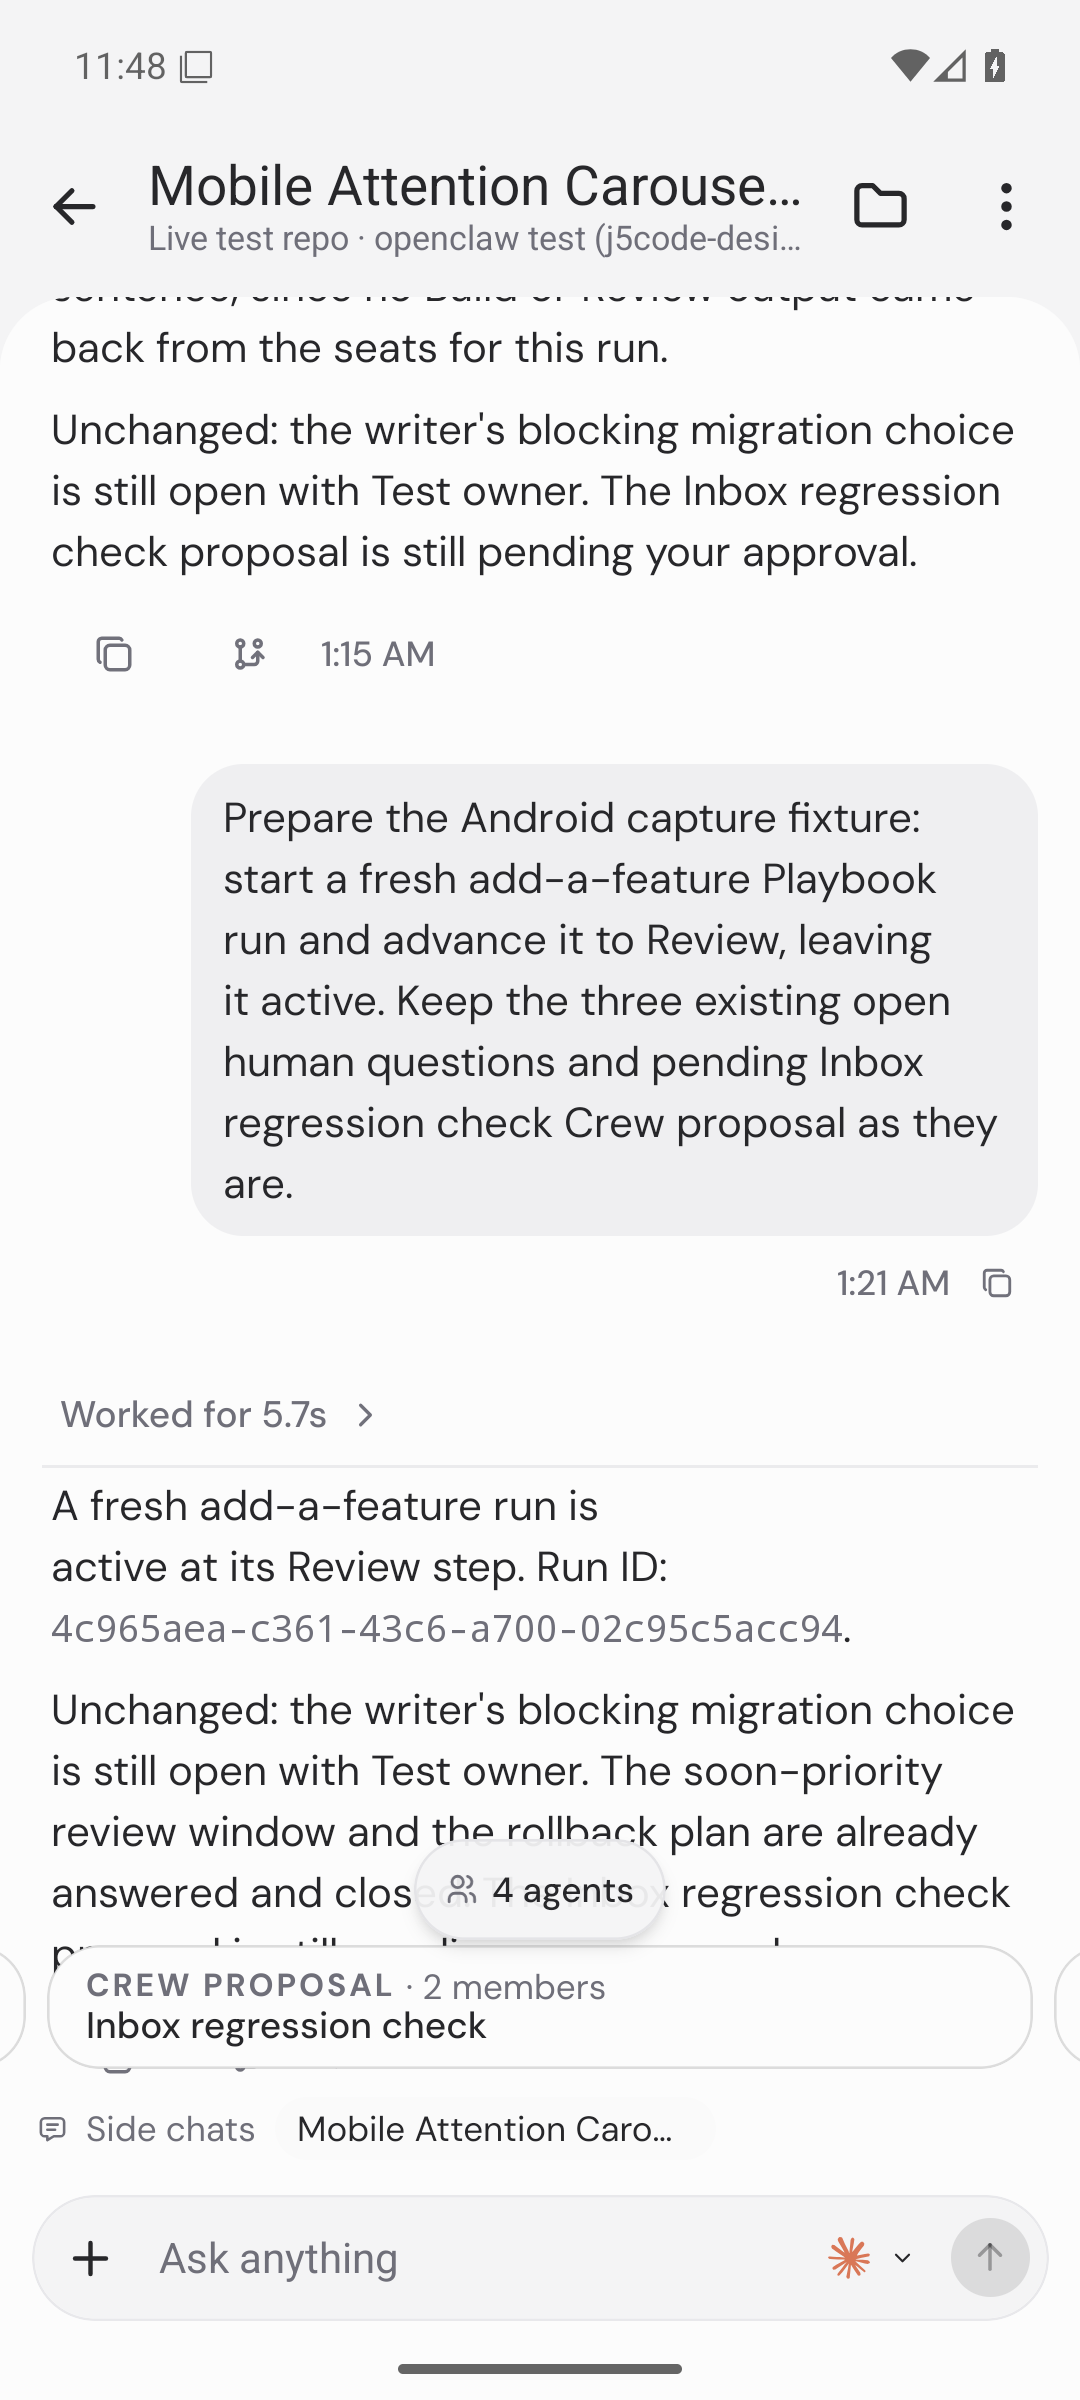 11:48
Mobile Attention Carouse...
Live test repo · openclaw test (j5code-desi...
back from the seats for this run.
Unchanged: the writer's blocking migration choice
is still open with Test owner. The Inbox regression
check proposal is still pending your approval.
1:15 AM
Prepare the Android capture fixture:
start a fresh add-a-feature Playbook
run and advance it to Review, leaving
it active. Keep the three existing open
human questions and pending Inbox
regression check Crew proposal as they
are.
1:21 AM
Worked for 5.7s
A fresh add-a-feature run is
active at its Review step. Run ID:
4c965aea-c361-43c6-a700-02c95c5acc94.
Unchanged: the writer's blocking migration choice
is still open with Test owner. The soon-priority
review window and the rollback plan are already
answered and closed. The Inbox regression check
4 agents
CREW PROPOSAL · 2 members
Inbox regression check
Side chats
Mobile Attention Caro...
Ask anything